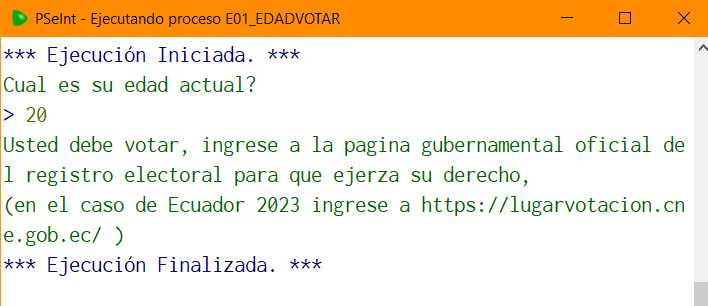 PSeInt - Ejecutando proceso E01_EDADVOTAR
*** Ejecución Iniciada. ***
Cual es su edad actual?
> 20
Usted debe votar, ingrese a la pagina gubernamental oficial de
l registro electoral para que ejerza su derecho,
(en el caso de Ecuador 2023 ingrese a https://lugarvotacion.cn
e.gob.ec/ )
*** Ejecución Finalizada. ***